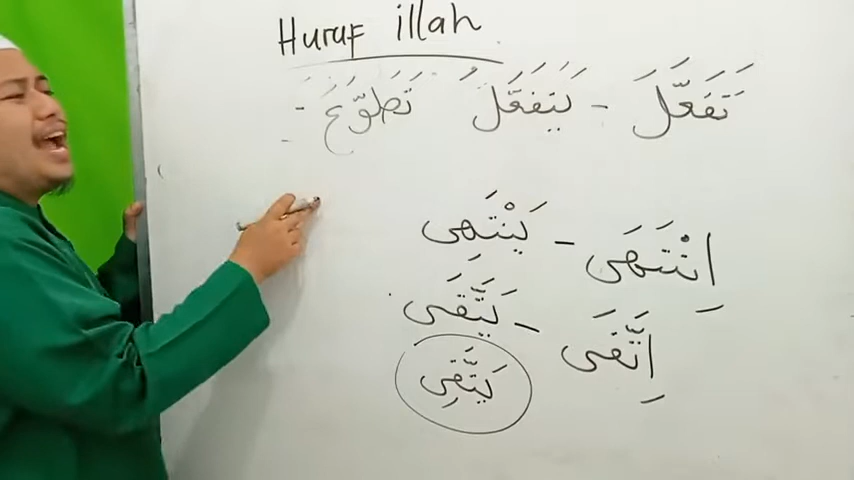 Huruf illah
تَفَعَّلَ - يَتَفَعَّلُ تَطَوَّعَ -
اِنْتَهَى - يَنْتَهَى
اِتَّقَى - يَتَّقَى
يَتَّقِى